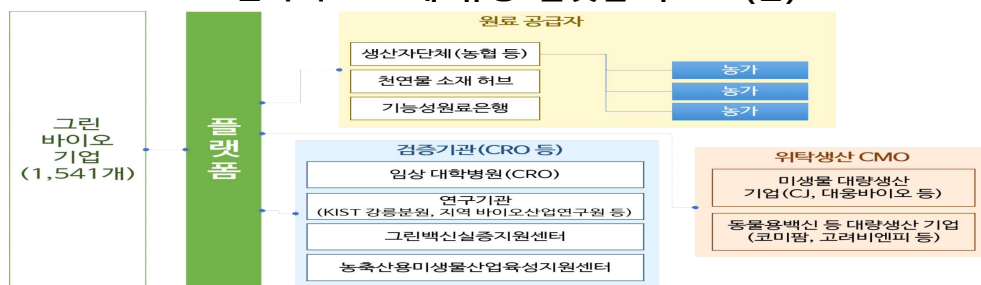 원료 공급자
생산자단체(농협 등)
천연물 소재 허브
기능성원료은행
농가
농가
농가
그린
바이오
기업
(1,541개)
플랫폼
검증기관(CRO 등)
임상 대학병원(CRO)
연구기관
(KIST 강릉분원, 지역 바이오산업연구원 등)
그린백신실증지원센터
농축산용미생물산업육성지원센터
위탁생산 CMO
미생물 대량생산
기업(CJ, 대웅바이오 등)
동물용백신 등 대량생산 기업
(코미팜, 고려비엔피 등)